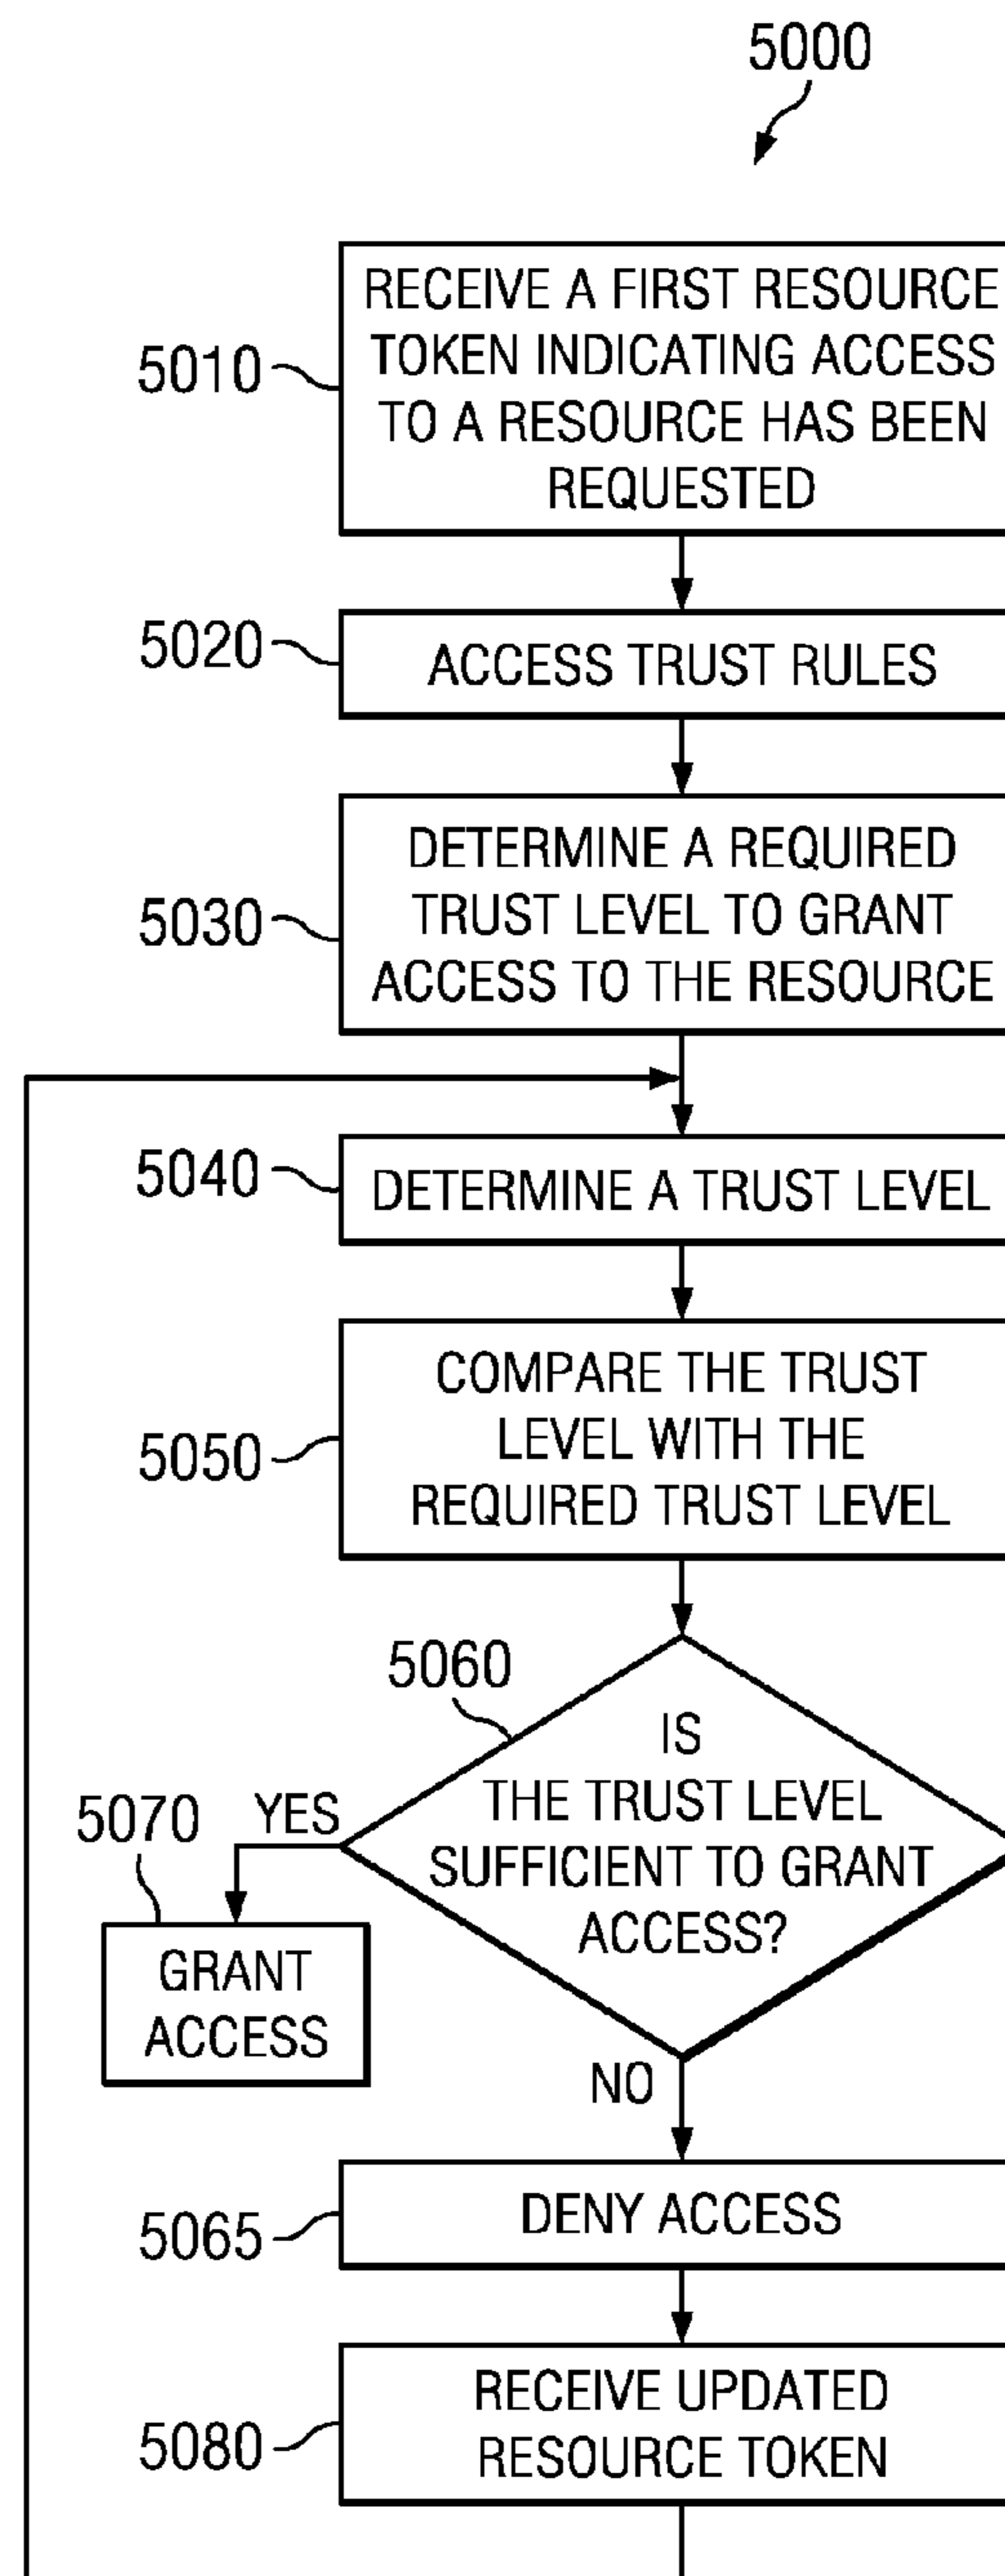 5000
5010
RECEIVE A FIRST RESOURCE
TOKEN INDICATING ACCESS
TO A RESOURCE HAS BEEN
REQUESTED
5020
ACCESS TRUST RULES
5030
DETERMINE A REQUIRED
TRUST LEVEL TO GRANT
ACCESS TO THE RESOURCE
5040
DETERMINE A TRUST LEVEL
5050
COMPARE THE TRUST
LEVEL WITH THE
REQUIRED TRUST LEVEL
5060
IS
THE TRUST LEVEL
SUFFICIENT TO GRANT
ACCESS?
YES
5070
GRANT
ACCESS
NO
5065
DENY ACCESS
5080
RECEIVE UPDATED
RESOURCE TOKEN